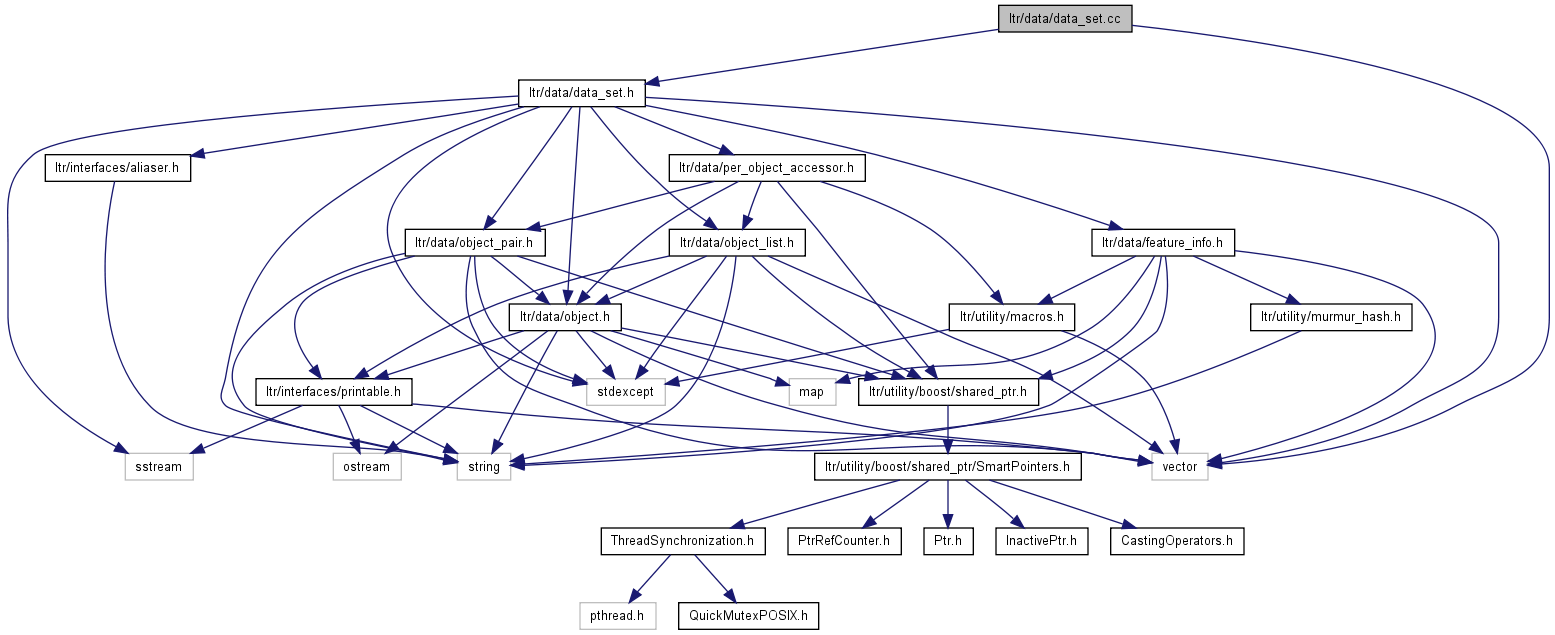 ltr/data/data_set.cc
ltr/data/data_set.h
ltr/interfaces/aliaser.h
ltr/data/per_object_accessor.h
ltr/data/object_pair.h
ltr/data/object_list.h
ltr/data/feature_info.h
ltr/data/object.h
ltr/utility/macros.h
ltr/utility/murmur_hash.h
ltr/interfaces/printable.h
stdexcept
map
ltr/utility/boost/shared_ptr.h
sstream
ostream
string
ltr/utility/boost/shared_ptr/SmartPointers.h
vector
ThreadSynchronization.h
PtrRefCounter.h
Ptr.h
InactivePtr.h
CastingOperators.h
pthread.h
QuickMutexPOSIX.h